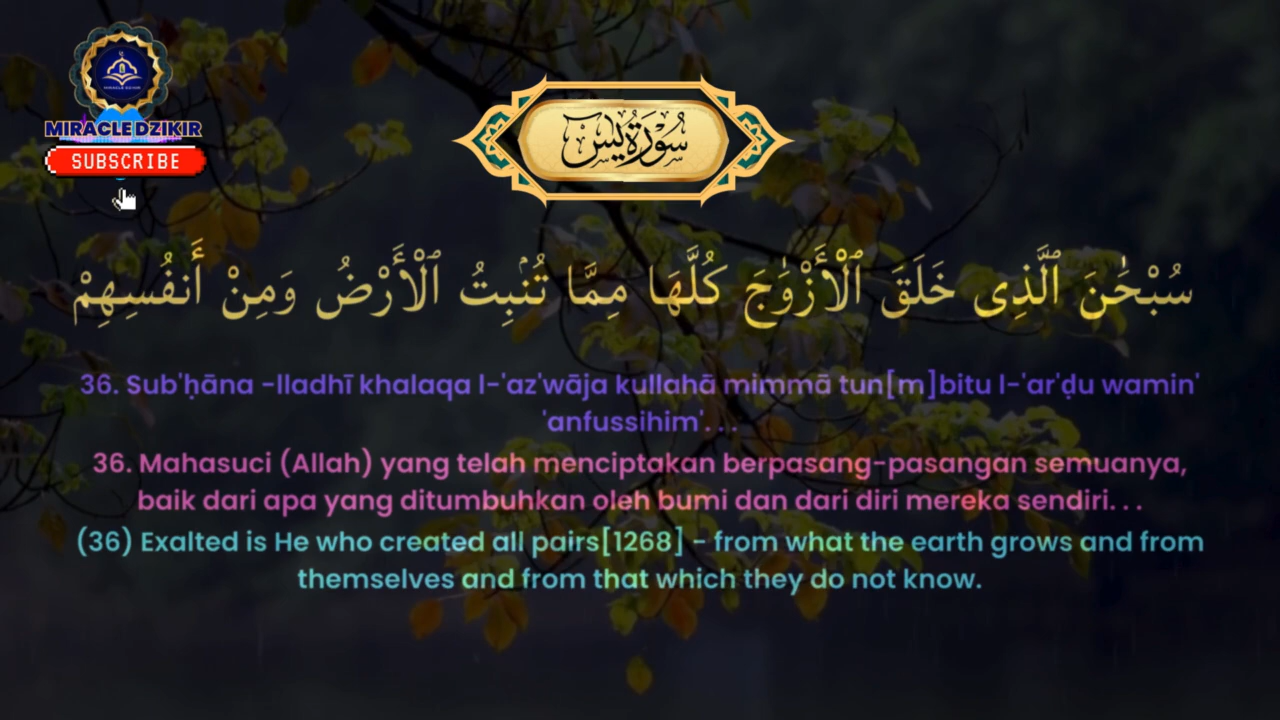 MIRACLE DZIKIR
SUBSCRIBE
سُورَةُ يٰسٓ
سُبْحَٰنَ ٱلَّذِى خَلَقَ ٱلْأَزْوَٰجَ كُلَّهَا مِمَّا تُنۢبِتُ ٱلْأَرْضُ وَمِنْ أَنفُسِهِمْ
36. Sub'ḥāna -lladhī khalaqa l-'az'wāja kullahā mimmā tun[m]bitu l-'ar'ḍu wamin'
'anfussihim'. . .
36. Mahasuci (Allah) yang telah menciptakan berpasang-pasangan semuanya,
baik dari apa yang ditumbuhkan oleh bumi dan dari diri mereka sendiri. . .
(36) Exalted is He who created all pairs[1268] - from what the earth grows and from
themselves and from that which they do not know.